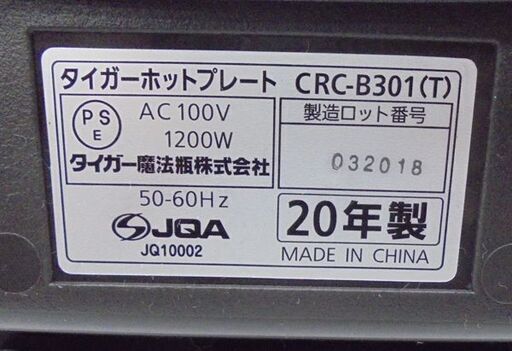 タイガーホットプレート CRC-B301(T)
PS
E
AC 100V
1200W
タイガー魔法瓶株式会社
製造ロット番号
032018
50-60Hz
JQA
JQ10002
20年製
MADE IN CHINA